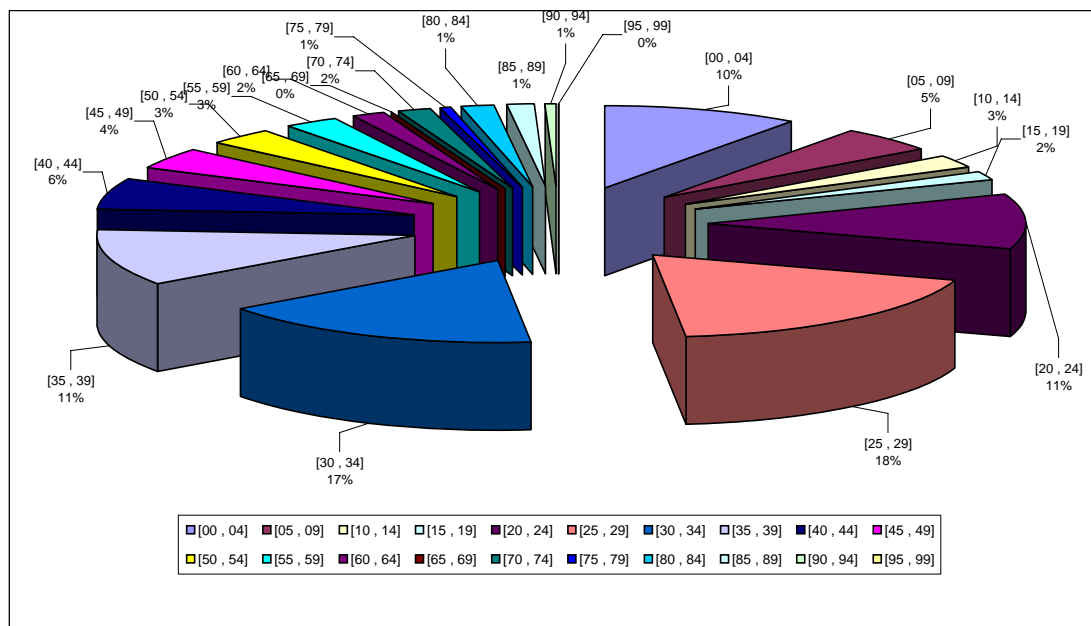 [90 , 94]
1%
[95 , 99]
0%
[80 , 84]
1%
[75 , 79]
1%
[00 , 04]
10%
[70 , 74]
2%
[85 , 89]
1%
[60 , 64]
2%
[65 , 69]
0%
[05 , 09]
5%
[55 , 59]
3%
[50 , 54]
3%
[10 , 14]
3%
[45 , 49]
4%
[15 , 19]
2%
[40 , 44]
6%
[35 , 39]
11%
[20 , 24]
11%
[25 , 29]
18%
[30 , 34]
17%
[00 , 04] [05 , 09] [10 , 14] [15 , 19] [20 , 24] [25 , 29] [30 , 34] [35 , 39] [40 , 44] [45 , 49]
[50 , 54] [55 , 59] [60 , 64] [65 , 69] [70 , 74] [75 , 79] [80 , 84] [85 , 89] [90 , 94] [95 , 99]